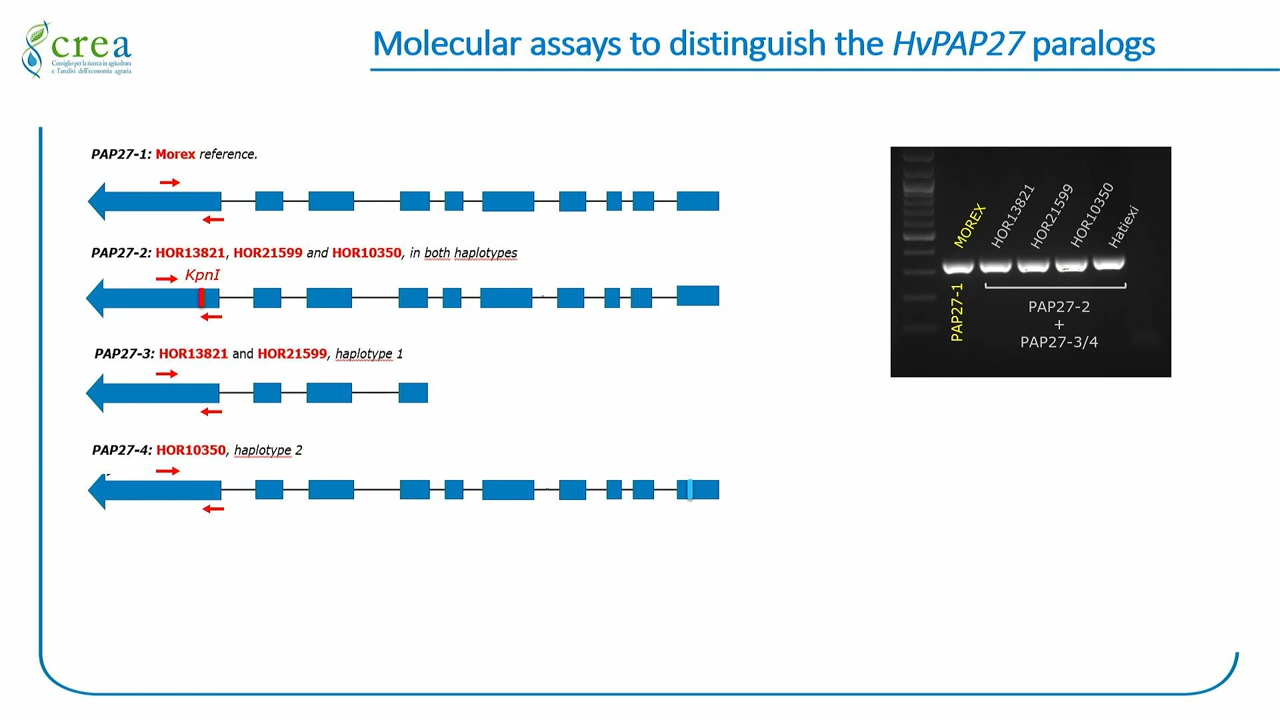 crea
Consiglio per la ricerca in agricoltura
e l'analisi dell'economia agraria
Molecular assays to distinguish the HvPAP27 paralogs
PAP27-1: Morex reference.
PAP27-2: HOR13821, HOR21599 and HOR10350, in both haplotypes
KpnI
PAP27-3: HOR13821 and HOR21599, haplotype 1
PAP27-4: HOR10350, haplotype 2
MOREX
HOR13821
HOR21599
HOR10350
Hatiexi
PAP27-1
PAP27-2
+
PAP27-3/4